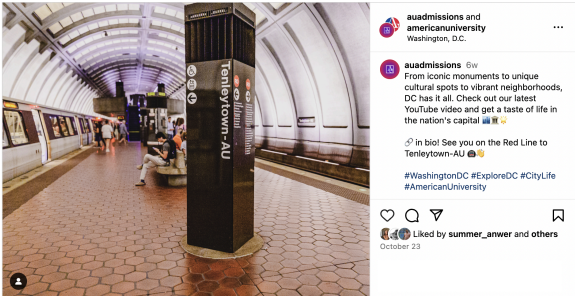 Tenleytown-AU
auadmissions and
americanuniversity
Washington, D.C.
auadmissions 6w
From iconic monuments to unique
cultural spots to vibrant neighborhoods,
DC has it all. Check out our latest
YouTube video and get a taste of life in
the nation's capital
in bio! See you on the Red Line to
Tenleytown-AU
#WashingtonDC #ExploreDC #CityLife
#AmericanUniversity
Liked by summer_anwer and others
October 23